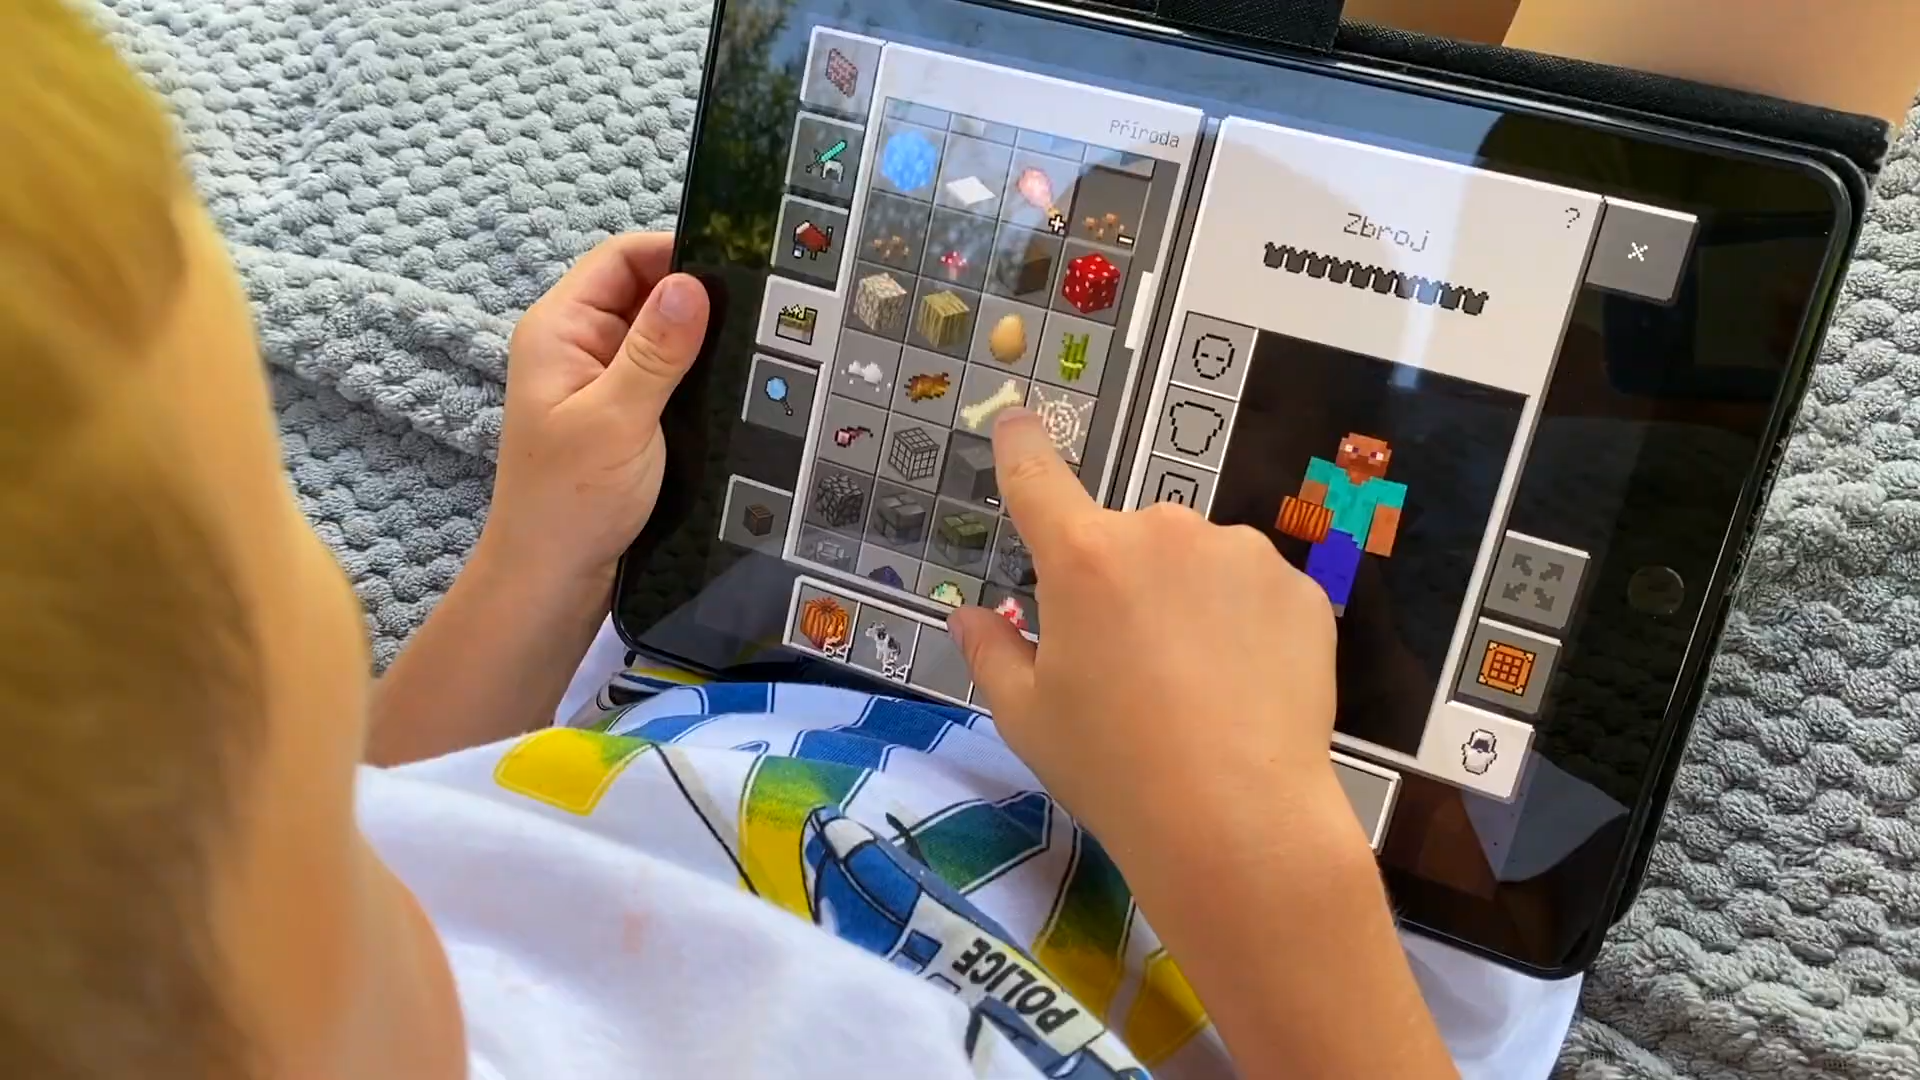 Příroda
Zbroj
?
64
64
POLICE